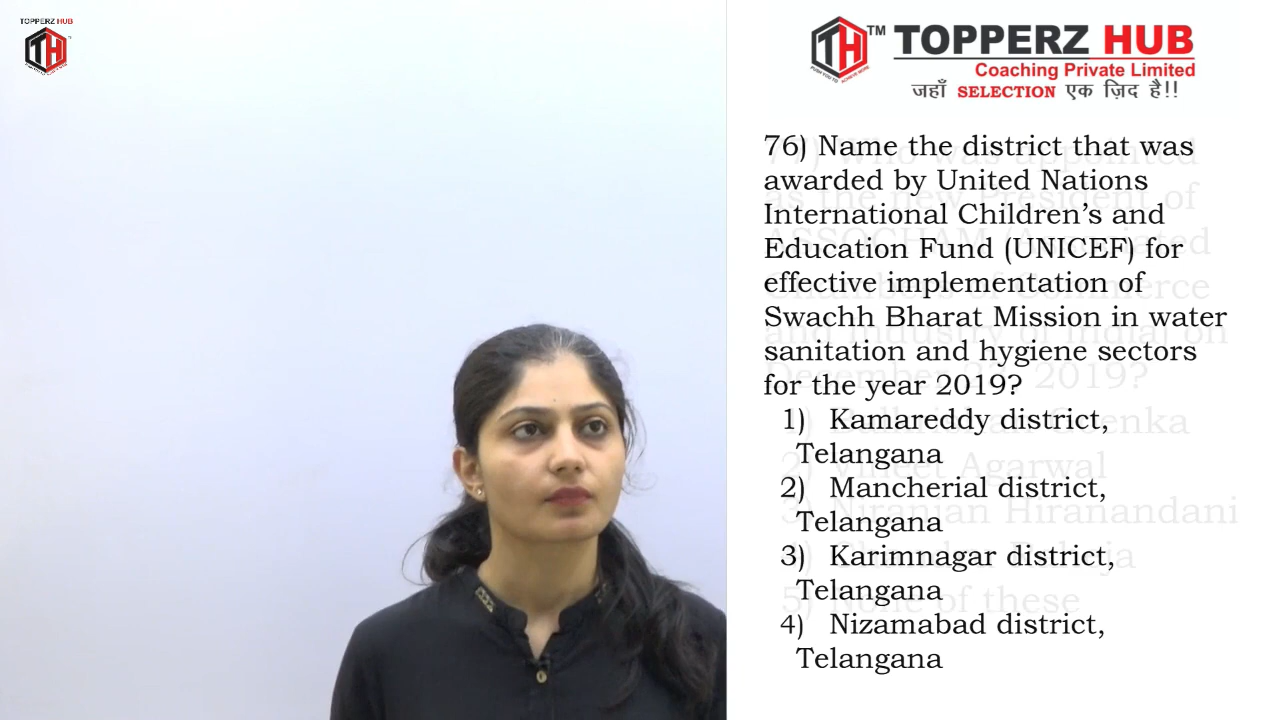 TOPPERZ HUB
TH
TM
TOPPERZ HUB
Coaching Private Limited
जहाँ SELECTION एक ज़िद है!!
76) Name the district that was
awarded by United Nations
International Children’s and
Education Fund (UNICEF) for
effective implementation of
Swachh Bharat Mission in water
sanitation and hygiene sectors
for the year 2019?
1) Kamareddy district,
Telangana
2) Mancherial district,
Telangana
3) Karimnagar district,
Telangana
4) Nizamabad district,
Telangana